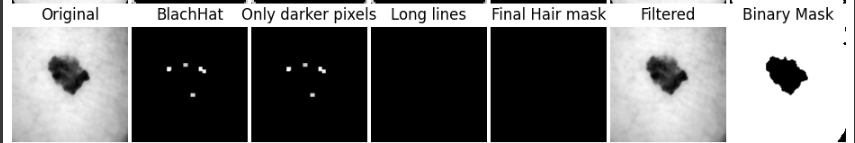 Original
BlachHat
Only darker pixels
Long lines
Final Hair mask
Filtered
Binary Mask